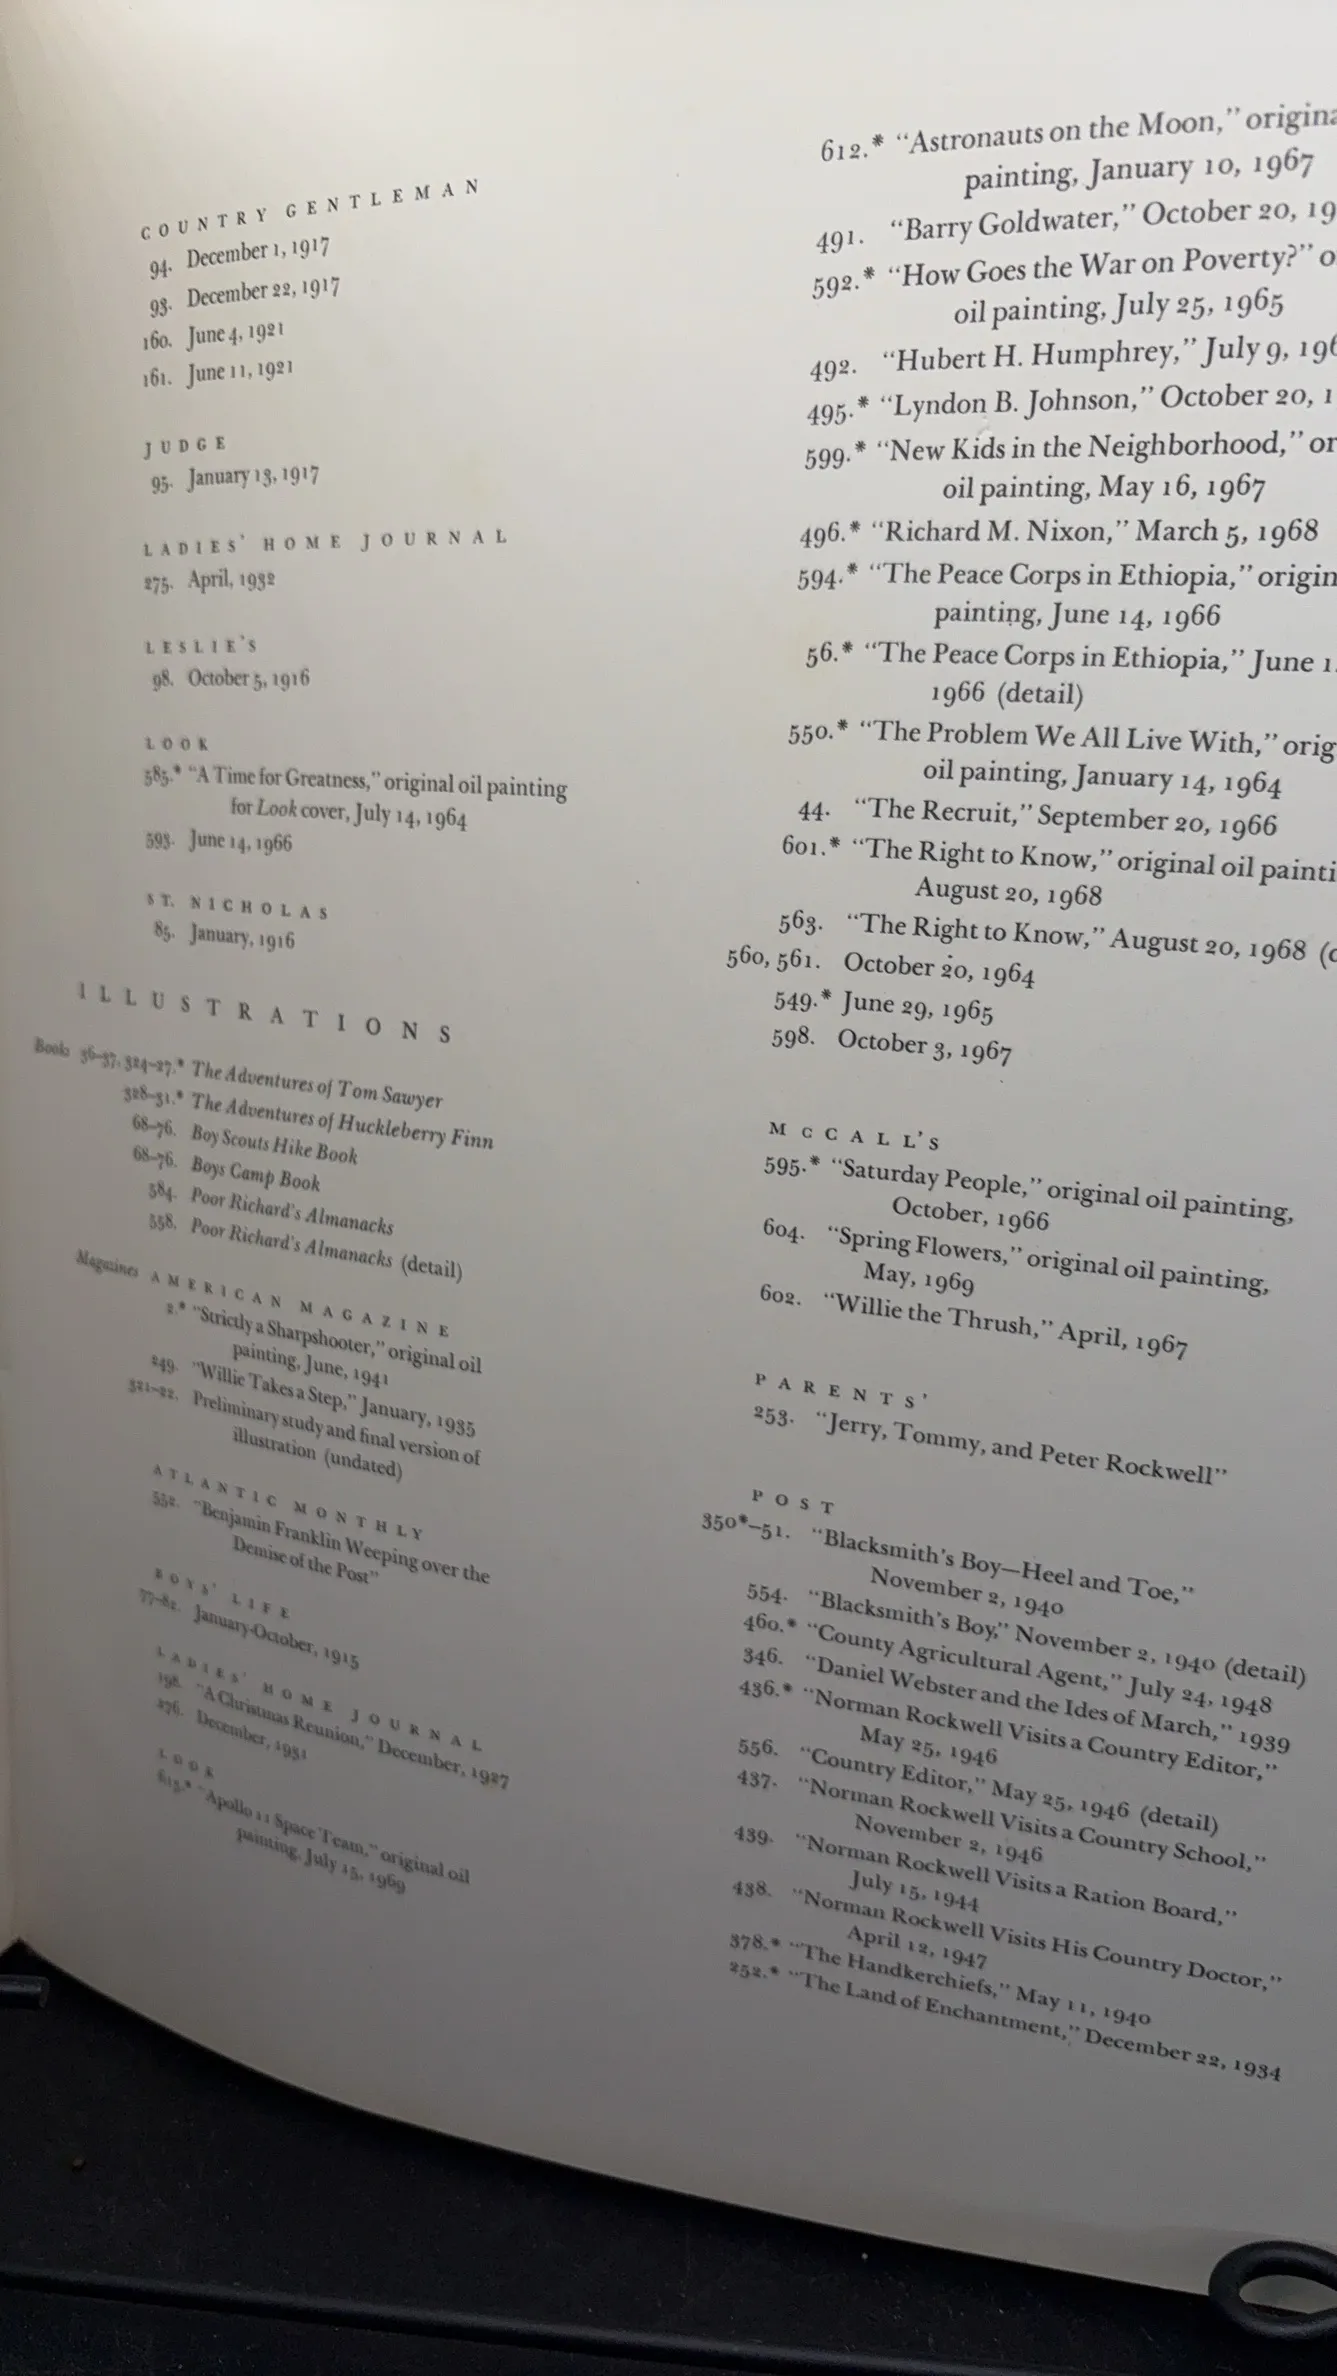 COUNTRY GENTLEMAN
94. December 1, 1917
93. December 22, 1917
160. June 4, 1921
161. June 11, 1921
JUDGE
95. January 13, 1917
LADIES' HOME JOURNAL
275. April, 1932
LESLIE'S
98. October 5, 1916
LOOK
585.* "A Time for Greatness," original oil painting
for Look cover, July 14, 1964
593. June 14, 1966
ST. NICHOLAS
85. January, 1916
ILLUSTRATIONS
Books 36–37, 324–27.* The Adventures of Tom Sawyer
328–31.* The Adventures of Huckleberry Finn
68–76. Boy Scouts Hike Book
68–76. Boys Camp Book
584. Poor Richard's Almanacks
558. Poor Richard's Almanacks (detail)
Magazines AMERICAN MAGAZINE
2.* "Strictly a Sharpshooter," original oil
painting, June, 1941
249. "Willie Takes a Step," January, 1935
321–22. Preliminary study and final version of
illustration (undated)
ATLANTIC MONTHLY
552. "Benjamin Franklin Weeping over the
Demise of the Post"
BOYS' LIFE
77–82. January-October, 1915
LADIES' HOME JOURNAL
198. "A Christmas Reunion," December, 1927
276. December, 1931
LOOK
613.* "Apollo 11 Space Team," original oil
painting, July 15, 1969
612.* "Astronauts on the Moon," origina
painting, January 10, 1967
491. "Barry Goldwater," October 20, 19
592.* "How Goes the War on Poverty?" o
oil painting, July 25, 1965
492. "Hubert H. Humphrey," July 9, 196
495.* "Lyndon B. Johnson," October 20, 1
599.* "New Kids in the Neighborhood," or
oil painting, May 16, 1967
496.* "Richard M. Nixon," March 5, 1968
594.* "The Peace Corps in Ethiopia," origin
painting, June 14, 1966
56.* "The Peace Corps in Ethiopia," June 1
1966 (detail)
550.* "The Problem We All Live With," orig
oil painting, January 14, 1964
44. "The Recruit," September 20, 1966
601.* "The Right to Know," original oil painti
August 20, 1968
563. "The Right to Know," August 20, 1968 (d
560, 561. October 20, 1964
549.* June 29, 1965
598. October 3, 1967
McCALL'S
595.* "Saturday People," original oil painting,
October, 1966
604. "Spring Flowers," original oil painting,
May, 1969
602. "Willie the Thrush," April, 1967
PARENTS'
253. "Jerry, Tommy, and Peter Rockwell"
POST
350*–51. "Blacksmith's Boy—Heel and Toe,"
November 2, 1940
554. "Blacksmith's Boy," November 2, 1940 (detail)
460.* "County Agricultural Agent," July 24, 1948
346. "Daniel Webster and the Ides of March," 1939
436.* "Norman Rockwell Visits a Country Editor,"
May 25, 1946
556. "Country Editor," May 25, 1946 (detail)
437. "Norman Rockwell Visits a Country School,"
November 2, 1946
439. "Norman Rockwell Visits a Ration Board,"
July 15, 1944
438. "Norman Rockwell Visits His Country Doctor,"
April 12, 1947
378.* "The Handkerchiefs," May 11, 1940
252.* "The Land of Enchantment," December 22, 1934